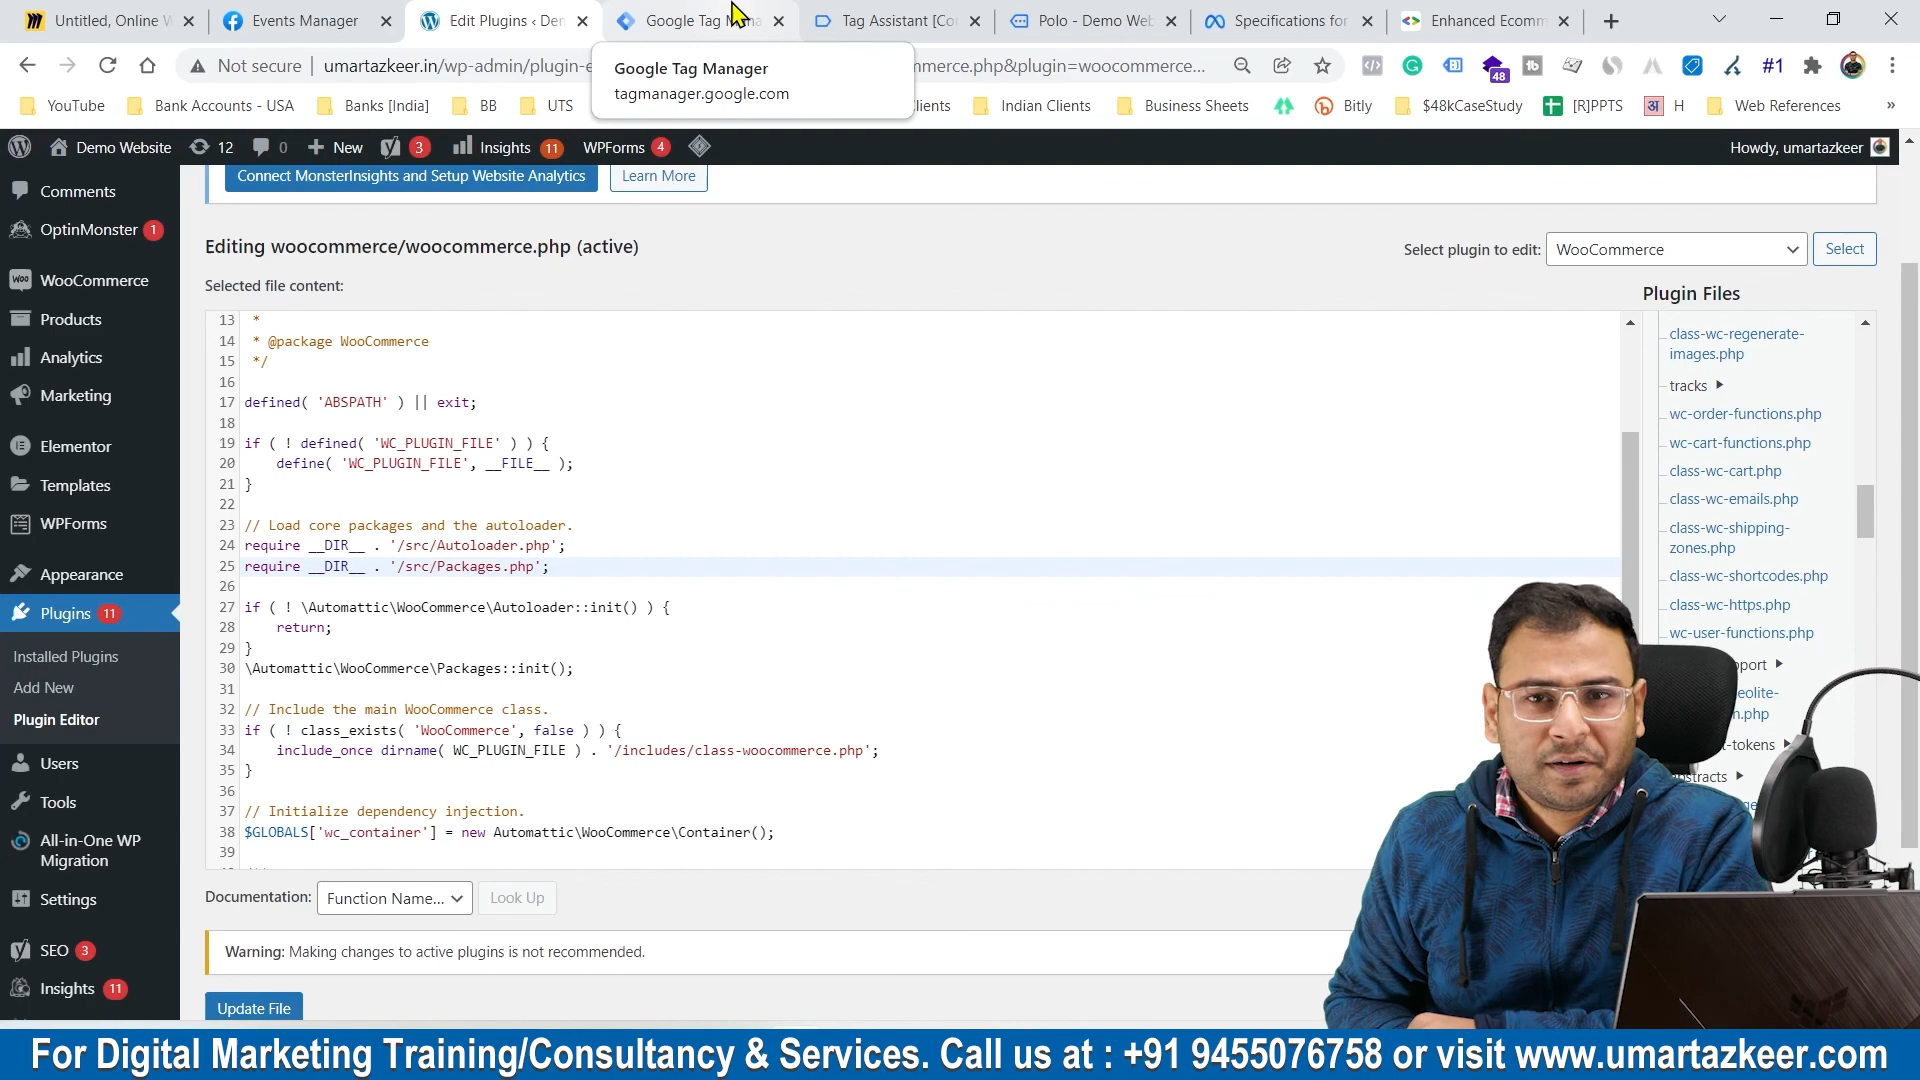 Untitled, Online W
Events Manager
Edit Plugins ‹ Den
Google Tag Mana
Tag Assistant [Co
Polo - Demo Web
Specifications for
Enhanced Ecomm
Not secure
umartazkeer.in/wp-admin/plugin-e
nmerce.php&plugin=woocommerce...
48
#1
Google Tag Manager
tagmanager.google.com
YouTube
Bank Accounts - USA
Banks [India]
BB
UTS
lients
Indian Clients
Business Sheets
Bitly
$48kCaseStudy
[R]PPTS
अ
H
Web References
»
Demo Website
12
0
New
3
Insights
11
WPForms
4
Howdy, umartazkeer
Comments
OptinMonster
1
WooCommerce
Products
Analytics
Marketing
Elementor
Templates
WPForms
Appearance
Plugins
11
Installed Plugins
Add New
Plugin Editor
Users
Tools
All-in-One WP
Migration
Settings
SEO
3
Insights
11
Connect MonsterInsights and Setup Website Analytics
Learn More
Editing woocommerce/woocommerce.php (active)
Select plugin to edit:
WooCommerce
Select
Selected file content:
Plugin Files
13 *
14 * @package WooCommerce
15 */
16
17 defined( 'ABSPATH' ) || exit;
18
19 if ( ! defined( 'WC_PLUGIN_FILE' ) ) {
20 define( 'WC_PLUGIN_FILE', __FILE__ );
21 }
22
23 // Load core packages and the autoloader.
24 require __DIR__ . '/src/Autoloader.php';
25 require __DIR__ . '/src/Packages.php';
26
27 if ( ! \Automattic\WooCommerce\Autoloader::init() ) {
28 return;
29 }
30 \Automattic\WooCommerce\Packages::init();
31
32 // Include the main WooCommerce class.
33 if ( ! class_exists( 'WooCommerce', false ) ) {
34 include_once dirname( WC_PLUGIN_FILE ) . '/includes/class-woocommerce.php';
35 }
36
37 // Initialize dependency injection.
38 $GLOBALS['wc_container'] = new Automattic\WooCommerce\Container();
39
class-wc-regenerate-
images.php
tracks
wc-order-functions.php
wc-cart-functions.php
class-wc-cart.php
class-wc-emails.php
class-wc-shipping-
zones.php
class-wc-shortcodes.php
class-wc-https.php
wc-user-functions.php
pport
eolite-
n.php
t-tokens
bstracts
Documentation:
Function Name...
Look Up
Warning: Making changes to active plugins is not recommended.
Update File
For Digital Marketing Training/Consultancy & Services. Call us at : +91 9455076758 or visit www.umartazkeer.com